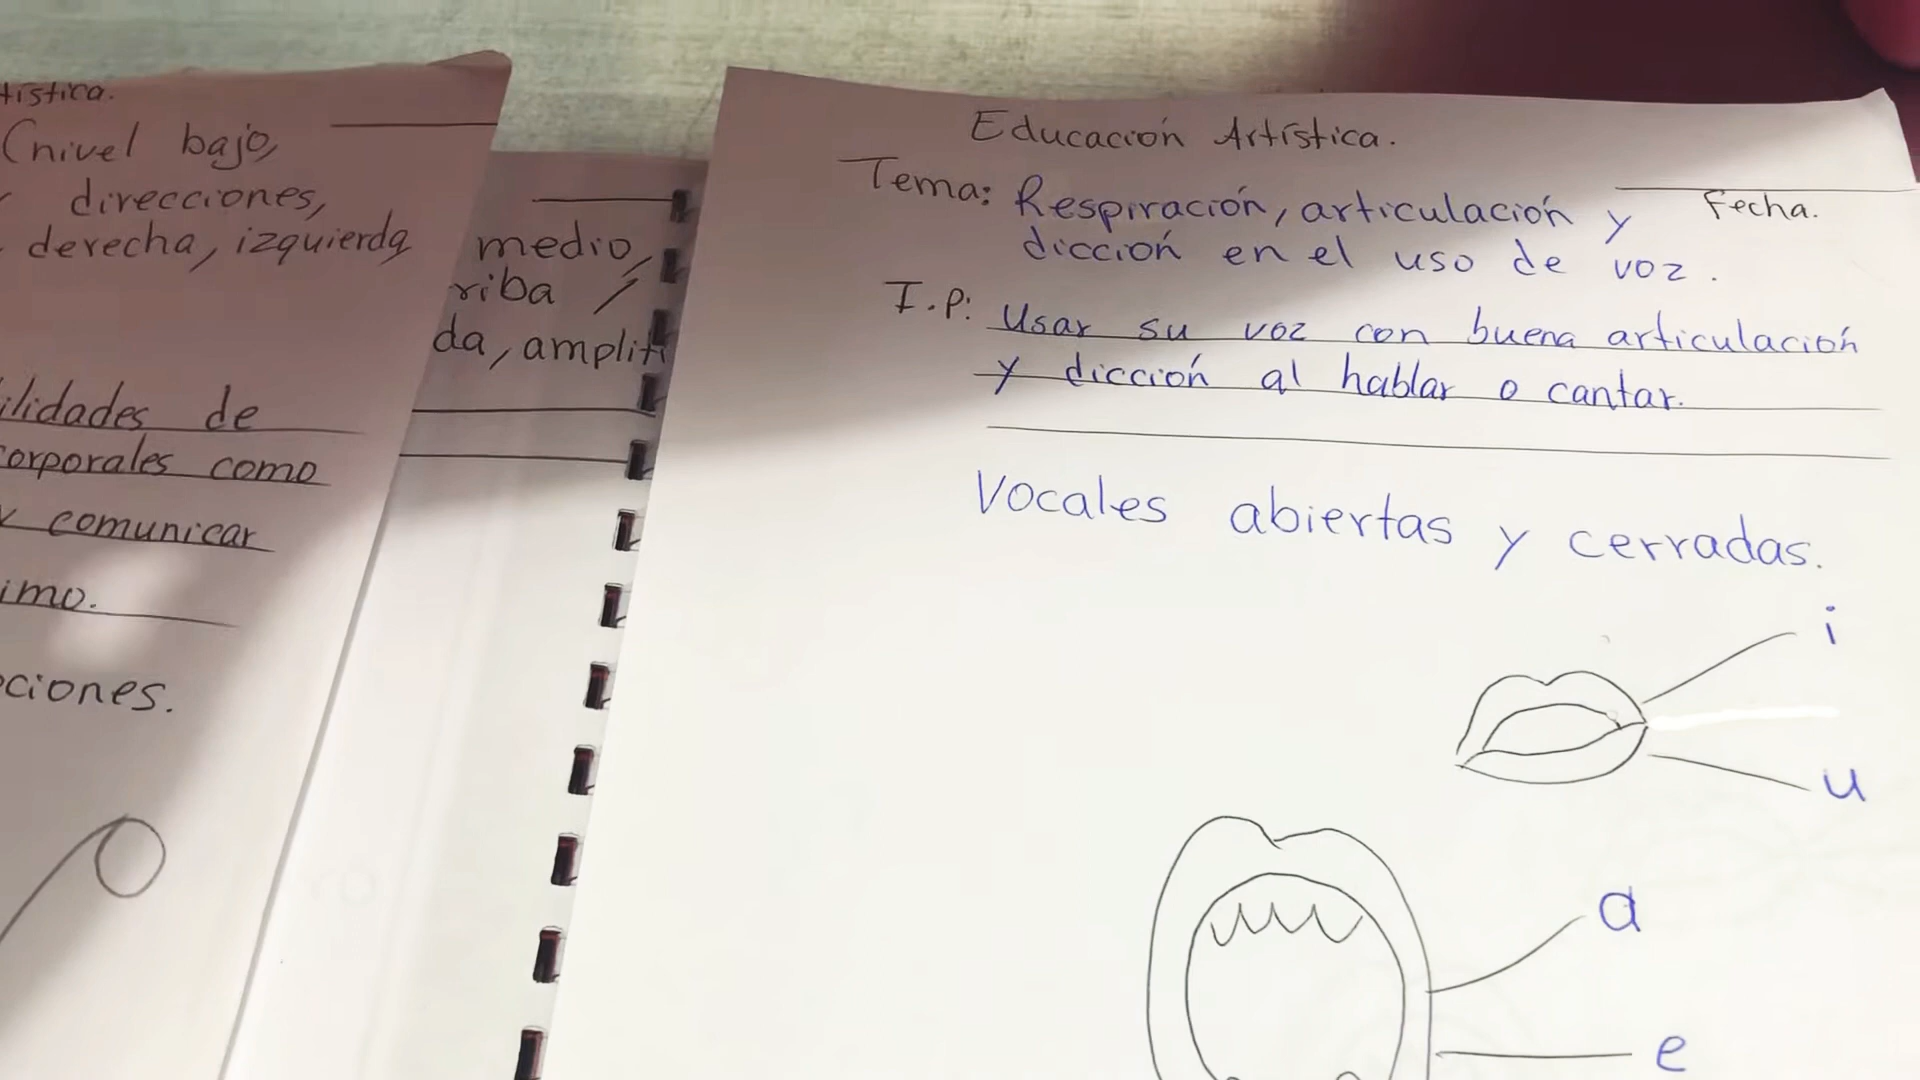 tística.
(nivel bajo,
direcciones,
derecha, izquierda
ilidades de
corporales como
y comunicar
imo.
ciones.
medio,
riba /
da, ampliti
Educación Artística.
Fecha.
Tema: Respiración, articulación y
dicción en el uso de voz.
I.P: Usar su voz con buena articulación
y dicción al hablar o cantar.
Vocales abiertas y cerradas.
i
u
a
e